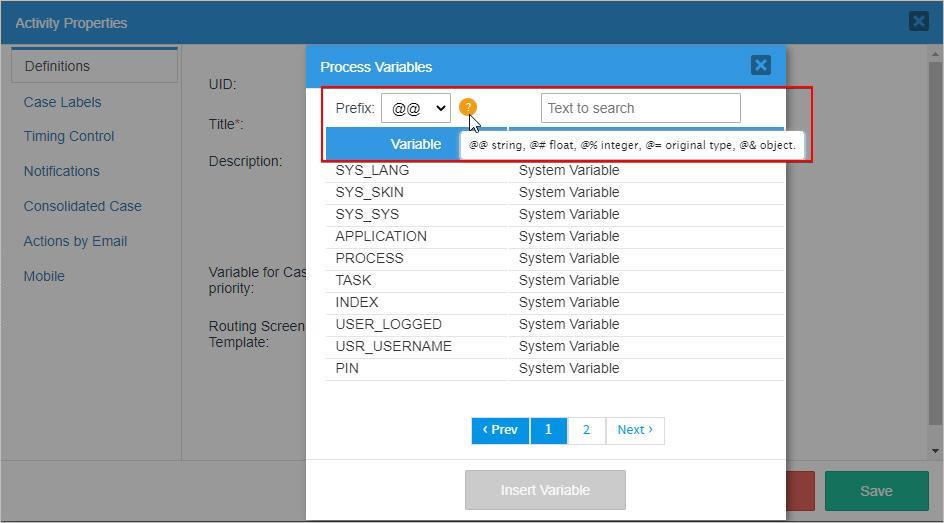 Activity Properties
Definitions
Case Labels
Timing Control
Notifications
Consolidated Case
Actions by Email
Mobile
UID:
Title*:
Description:
Variable for Cas
priority:
Routing Screen
Template:
Process Variables
Prefix: @@ ? Text to search
Variable
@@ string, @# float, @% integer, @= original type, @& object.
SYS_LANG System Variable
SYS_SKIN System Variable
SYS_SYS System Variable
APPLICATION System Variable
PROCESS System Variable
TASK System Variable
INDEX System Variable
USER_LOGGED System Variable
USR_USERNAME System Variable
PIN System Variable
‹ Prev 1 2 Next ›
Insert Variable
Save